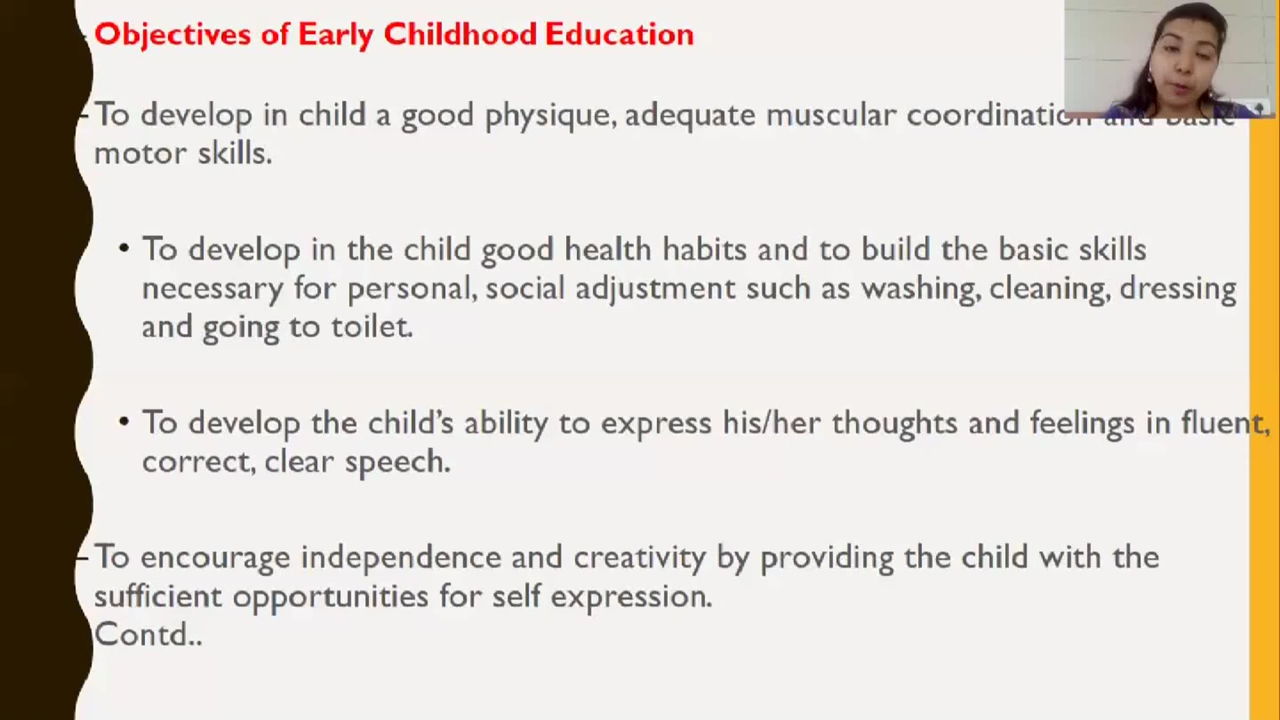 Objectives of Early Childhood Education
-To develop in child a good physique, adequate muscular coordination and basic
motor skills.
• To develop in the child good health habits and to build the basic skills
necessary for personal, social adjustment such as washing, cleaning, dressing
and going to toilet.
• To develop the child's ability to express his/her thoughts and feelings in fluent,
correct, clear speech.
-To encourage independence and creativity by providing the child with the
sufficient opportunities for self expression.
Contd..